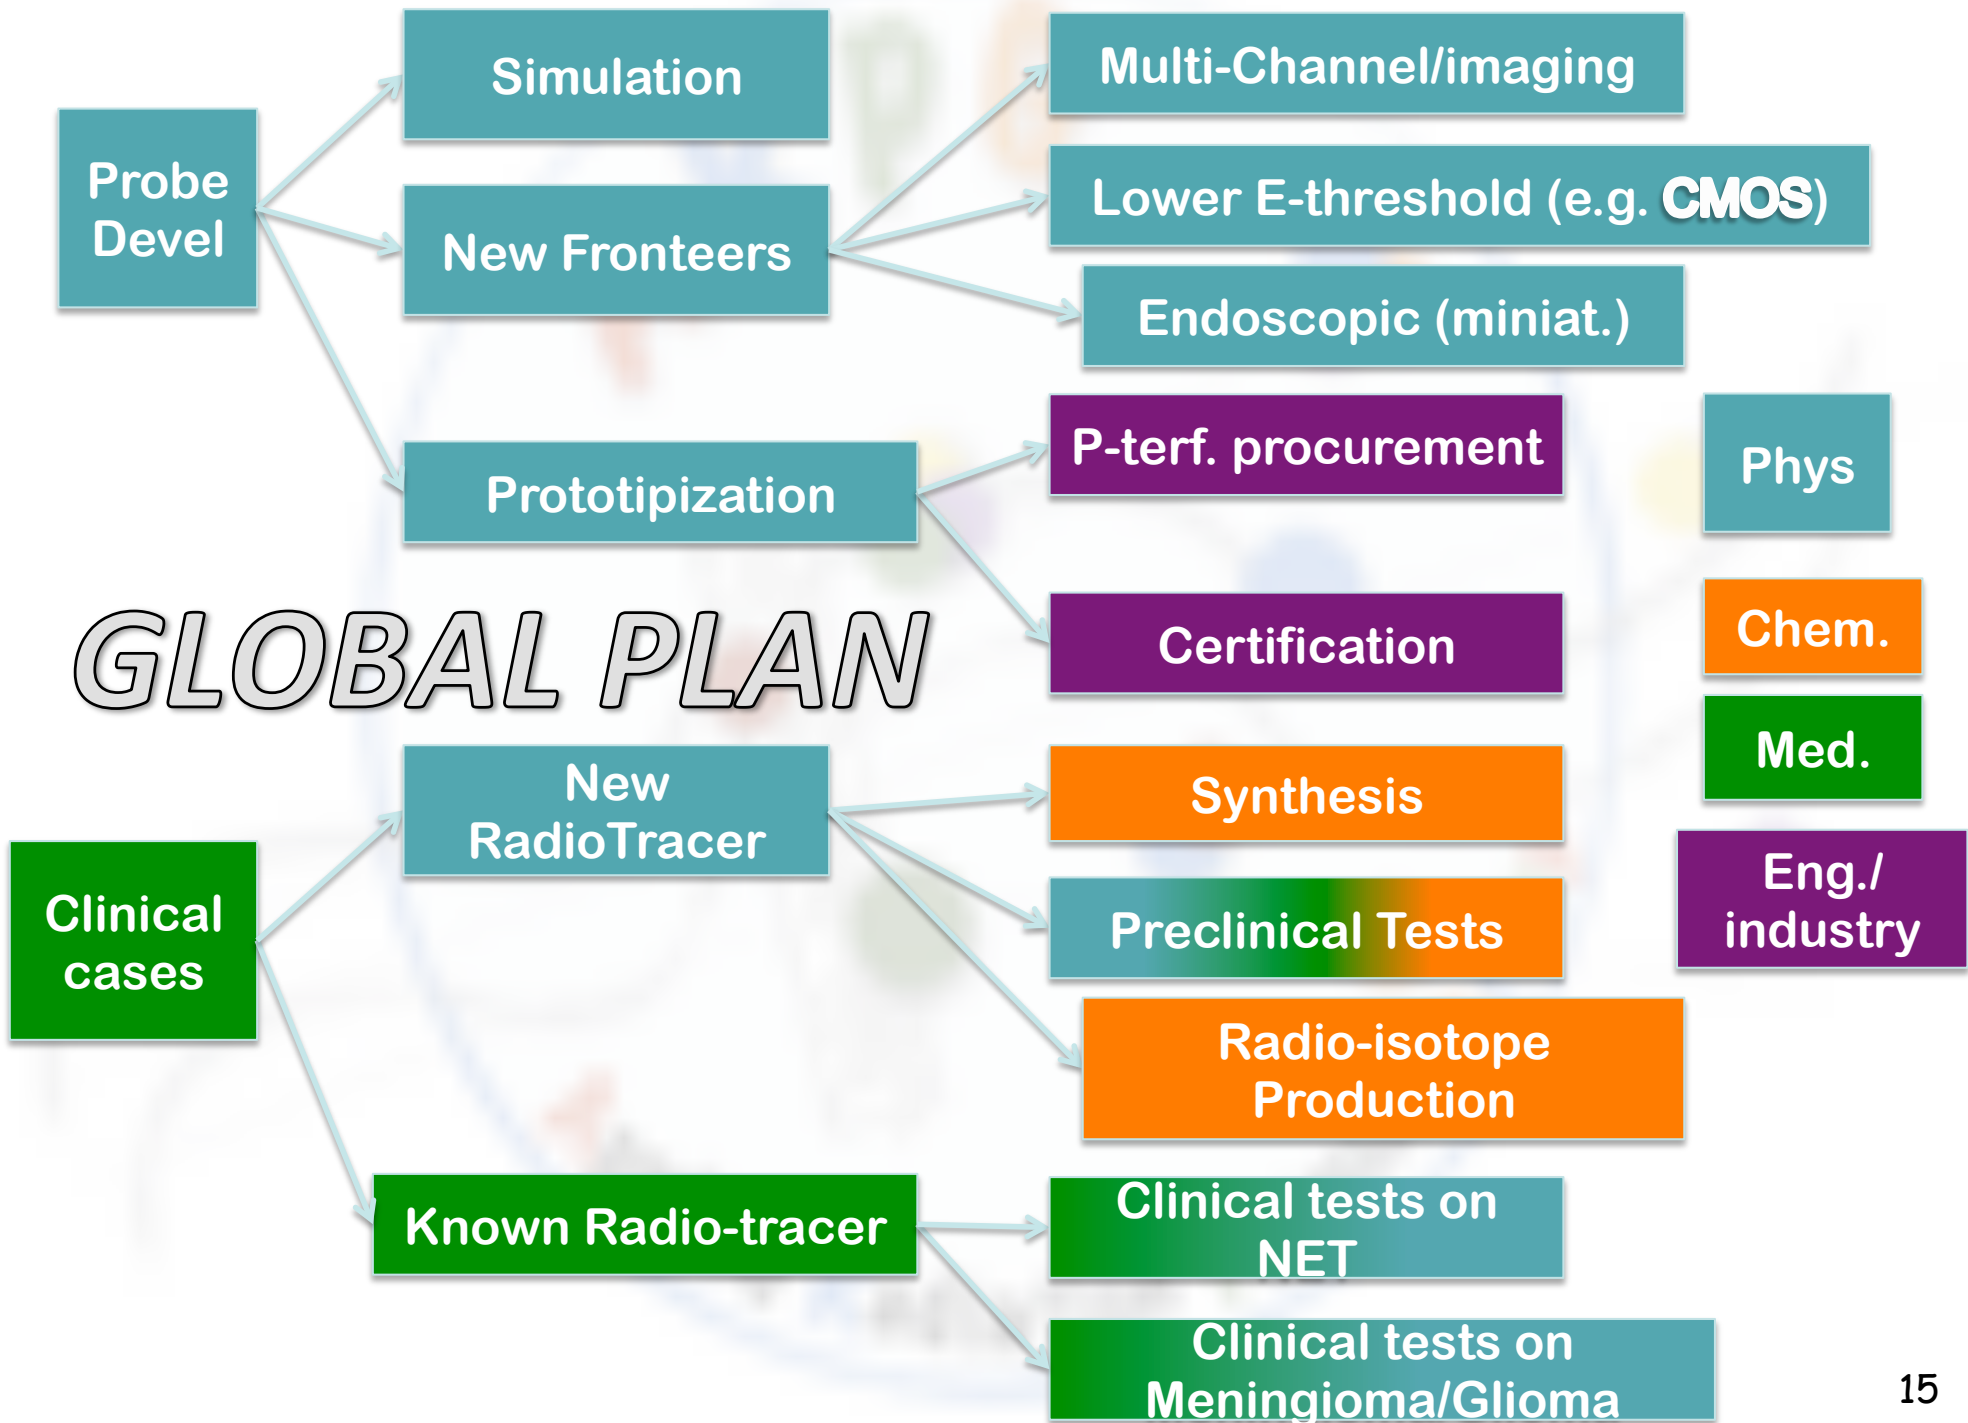 Simulation
Multi-Channel/imaging
Probe
Devel
Lower E-threshold (e.g. CMOS)
New Fronteers
Endoscopic (miniat.)
P-terf. procurement
Phys
Prototipization
GLOBAL PLAN
Certification
Chem.
Med.
New
RadioTracer
Synthesis
Eng./
industry
Clinical
cases
Preclinical Tests
Radio-isotope
Production
Known Radio-tracer
Clinical tests on
NET
Clinical tests on
Meningioma/Glioma
15